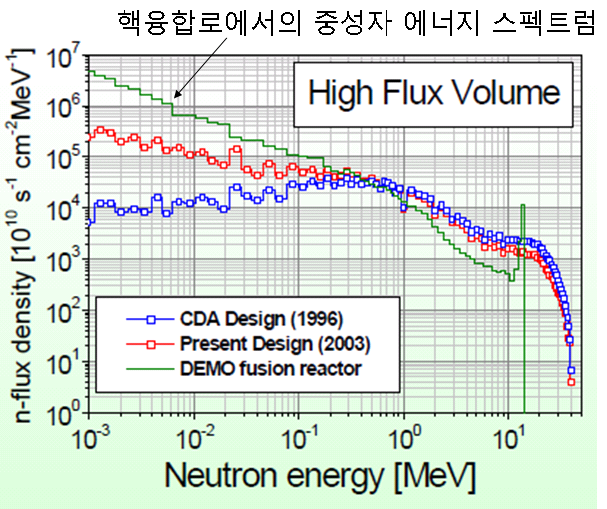 핵융합로에서의 중성자 에너지 스펙트럼
High Flux Volume
n-flux density [10¹⁰ s⁻¹ cm⁻²MeV⁻¹]
10⁷
10⁶
10⁵
10⁴
10³
10²
10¹
10⁰
CDA Design (1996)
Present Design (2003)
DEMO fusion reactor
10⁻³ 10⁻² 10⁻¹ 10⁰ 10¹
Neutron energy [MeV]